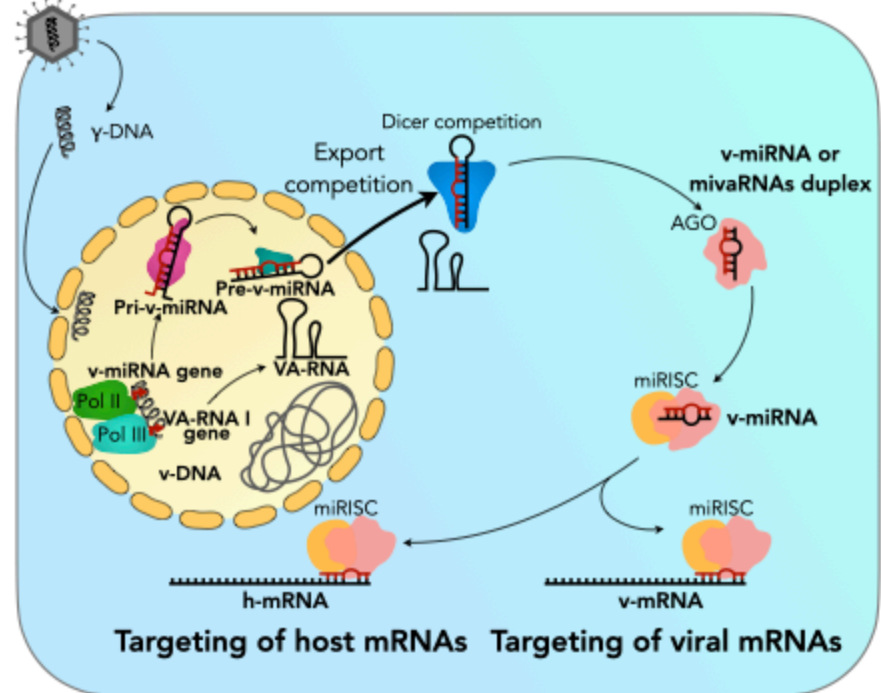 γ-DNA
Dicer competition
Export
competition
v-miRNA or
mivaRNAs duplex
AGO
Pri-v-miRNA
Pre-v-miRNA
v-miRNA gene
VA-RNA
Pol II
VA-RNA I
gene
Pol III
v-DNA
miRISC
v-miRNA
miRISC
h-mRNA
miRISC
v-mRNA
Targeting of host mRNAs
Targeting of viral mRNAs